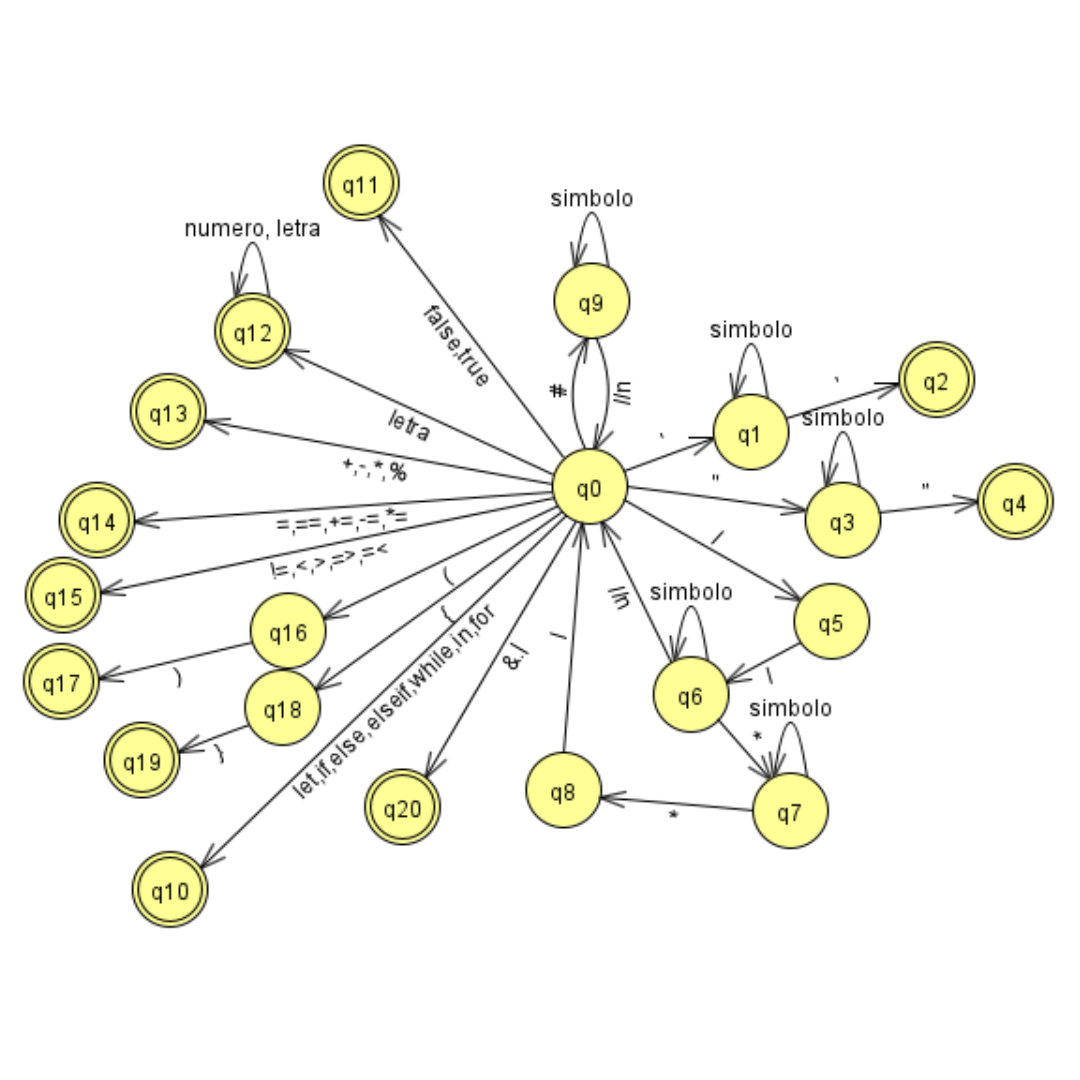 q11
simbolo
numero, letra
q9
q12
simbolo
false,true
q2
'
#
//n
q13
letra
simbolo
q1
'
+,-,*,%
q0
"
"
q4
q14
=,==,+=,-=,*=
q3
/
!=,<,>,=>,=<
(
q15
//n
simbolo
q16
{
q5
/
q17
)
let,if,else,elseif,while,in,for
&.|
q6
q18
/
simbolo
*
}
q19
q20
q8
q7
*
q10